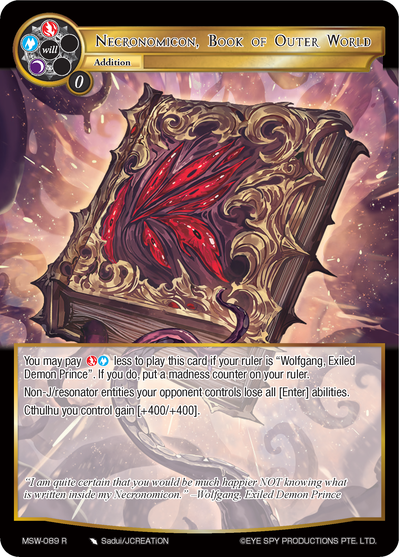 Necronomicon, Book of Outer World
will
Addition
0
You may pay less to play this card if your ruler is “Wolfgang, Exiled
Demon Prince”. If you do, put a madness counter on your ruler.
Non-J/resonator entities your opponent controls lose all [Enter] abilities.
Cthulhu you control gain [+400/+400].
“I am quite certain that you would be much happier NOT knowing what
is written inside my Necronomicon.” –Wolfgang, Exiled Demon Prince
MSW-089 R Sadui/JCREATION ©EYE SPY PRODUCTIONS PTE. LTD.